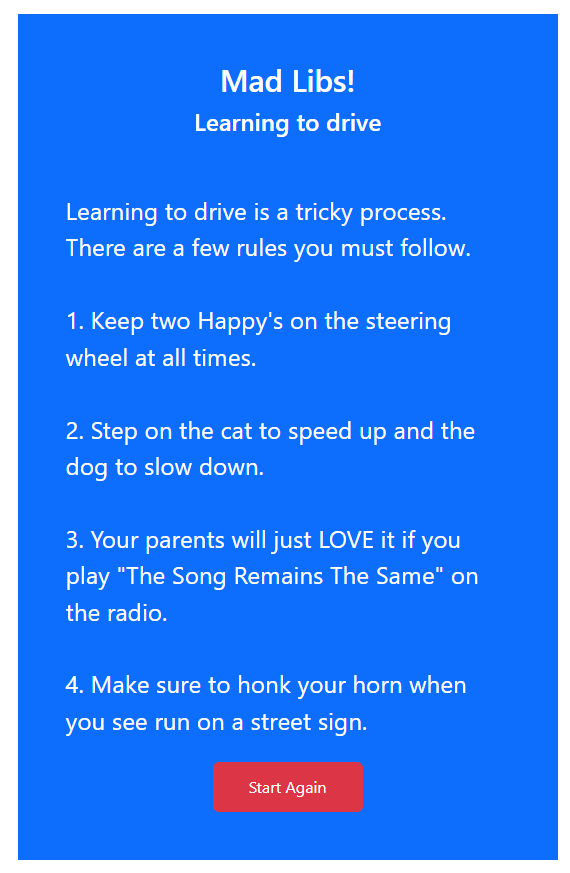 Mad Libs!
Learning to drive
Learning to drive is a tricky process.
There are a few rules you must follow.
1. Keep two Happy's on the steering
wheel at all times.
2. Step on the cat to speed up and the
dog to slow down.
3. Your parents will just LOVE it if you
play "The Song Remains The Same" on
the radio.
4. Make sure to honk your horn when
you see run on a street sign.
Start Again